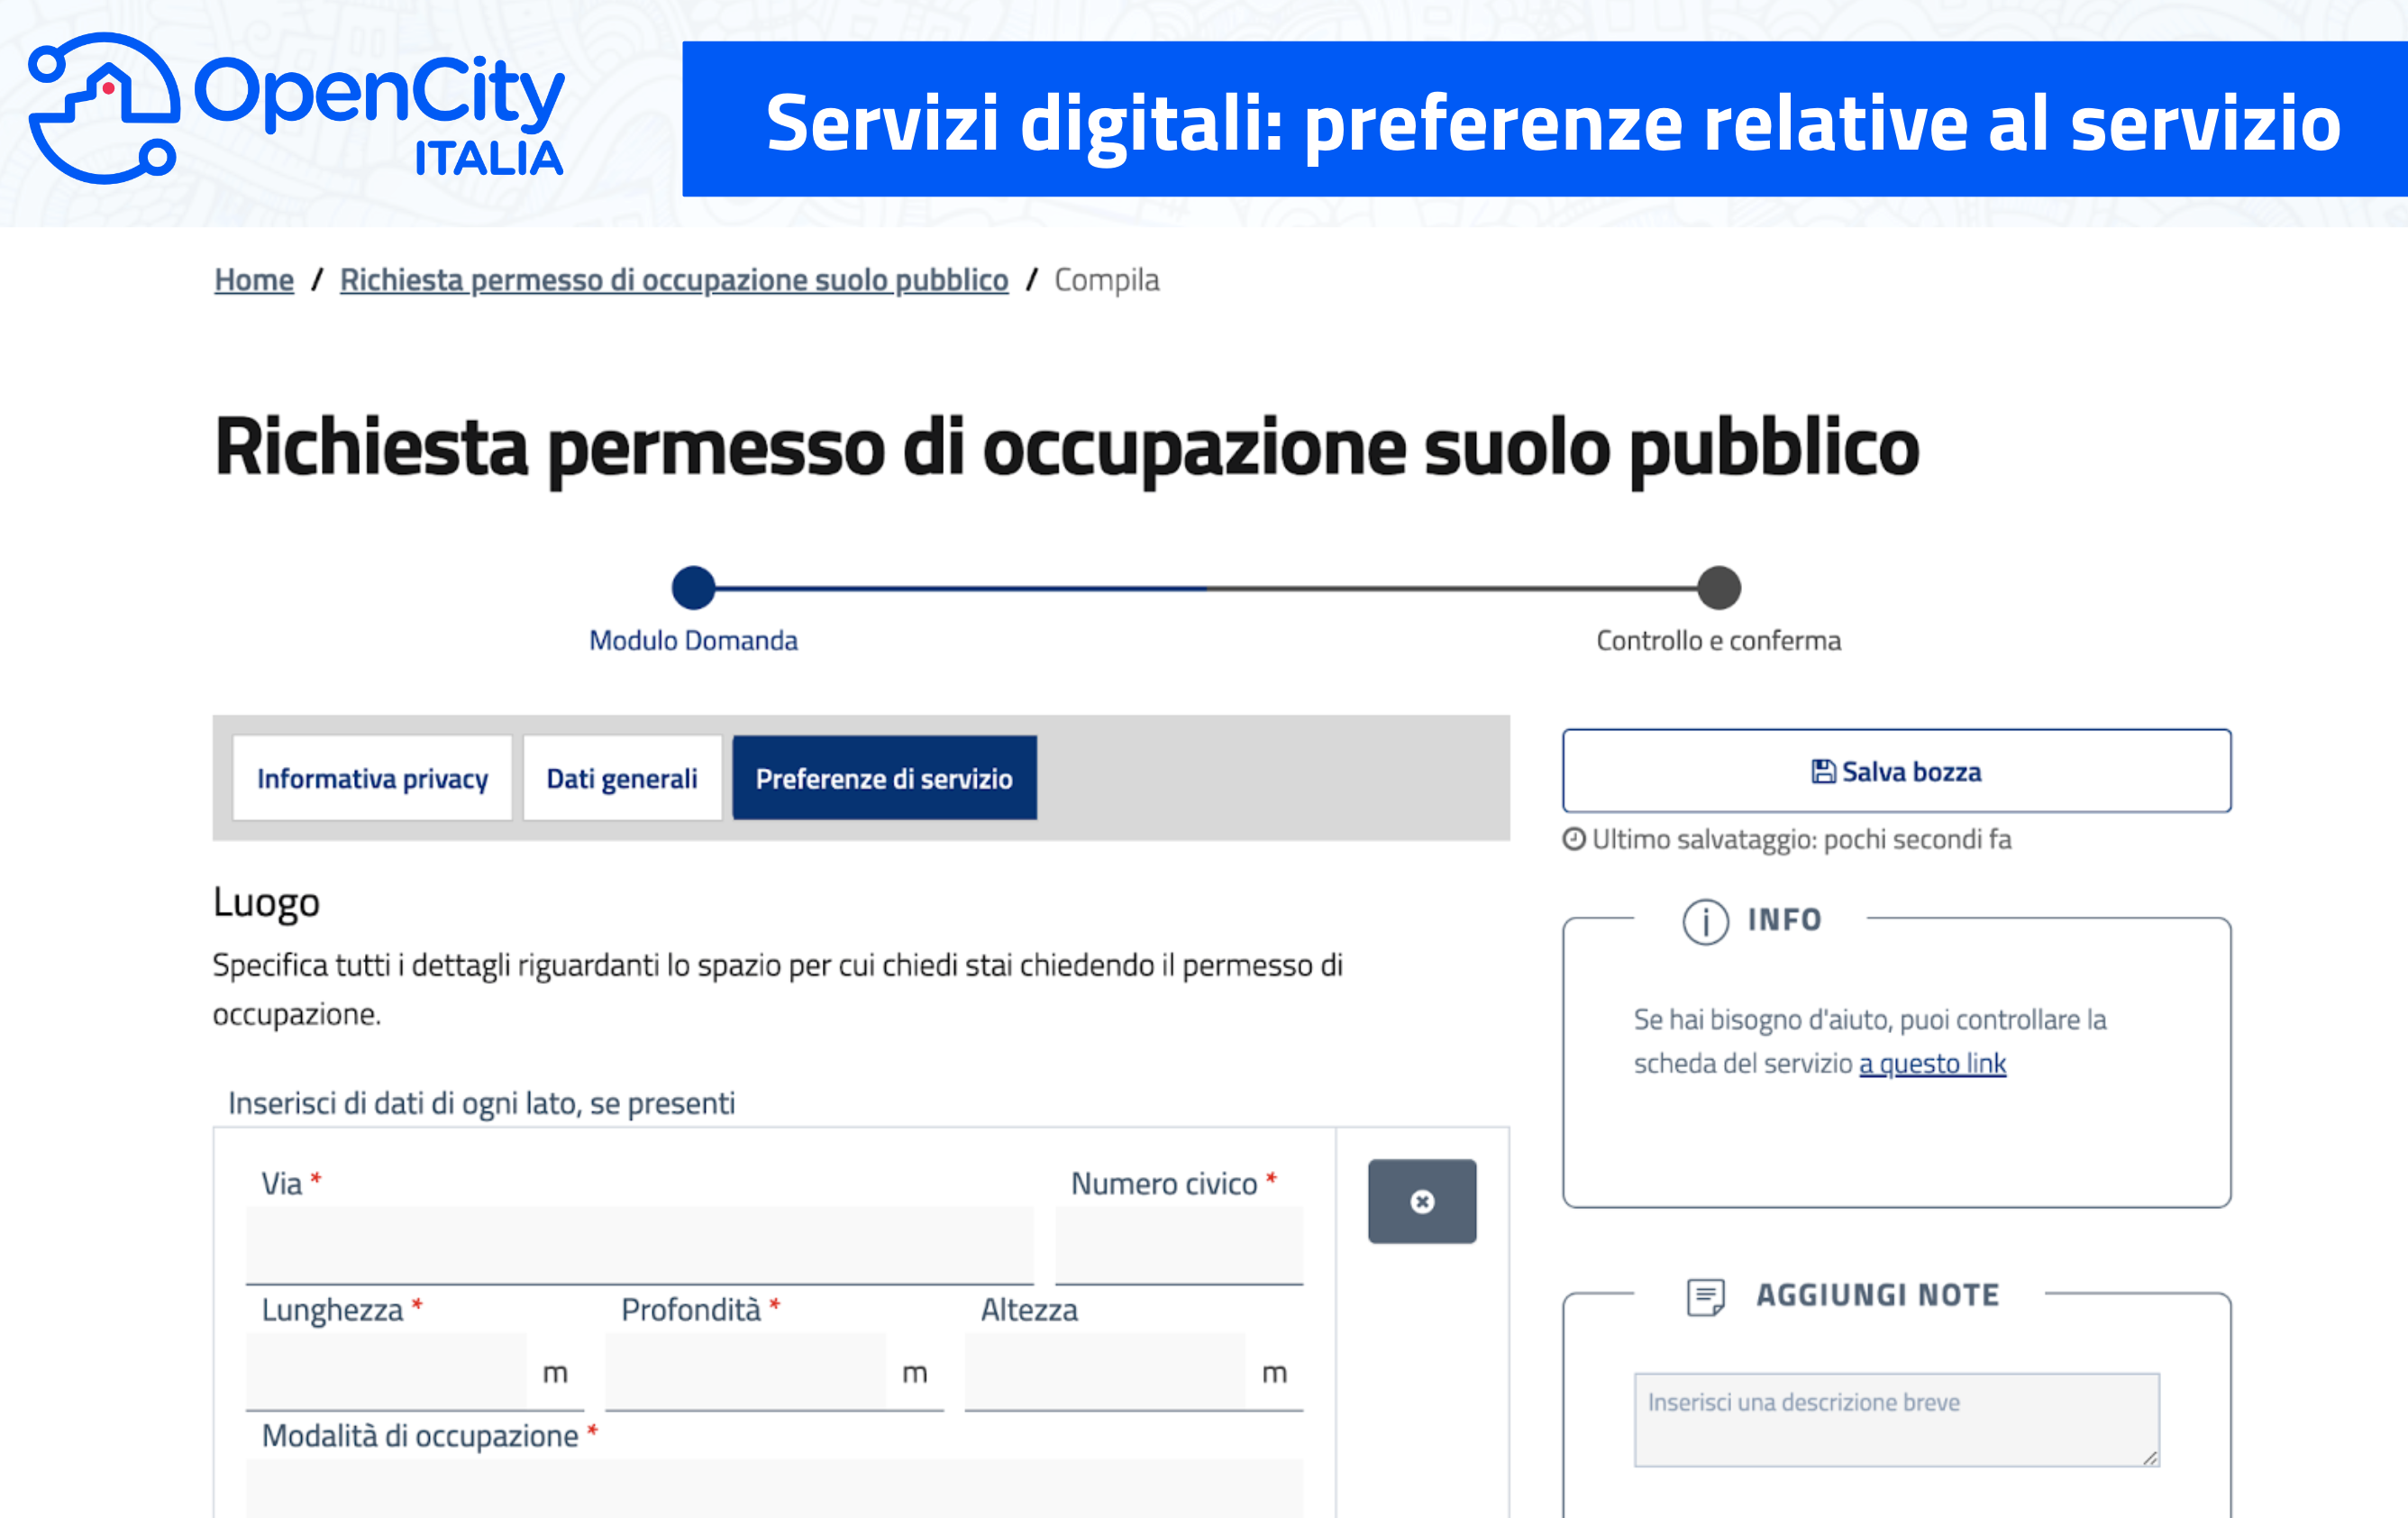 OpenCity
ITALIA
Servizi digitali: preferenze relative al servizio
Home / Richiesta permesso di occupazione suolo pubblico / Compila
Richiesta permesso di occupazione suolo pubblico
Modulo Domanda
Controllo e conferma
Informativa privacy
Dati generali
Preferenze di servizio
Luogo
Specifica tutti i dettagli riguardanti lo spazio per cui chiedi stai chiedendo il permesso di
occupazione.
Inserisci di dati di ogni lato, se presenti
Via *
Numero civico *
Lunghezza *
Profondità *
Altezza
m
m
m
Modalità di occupazione *
Salva bozza
Ultimo salvataggio: pochi secondi fa
INFO
Se hai bisogno d'aiuto, puoi controllare la
scheda del servizio a questo link
AGGIUNGI NOTE
Inserisci una descrizione breve